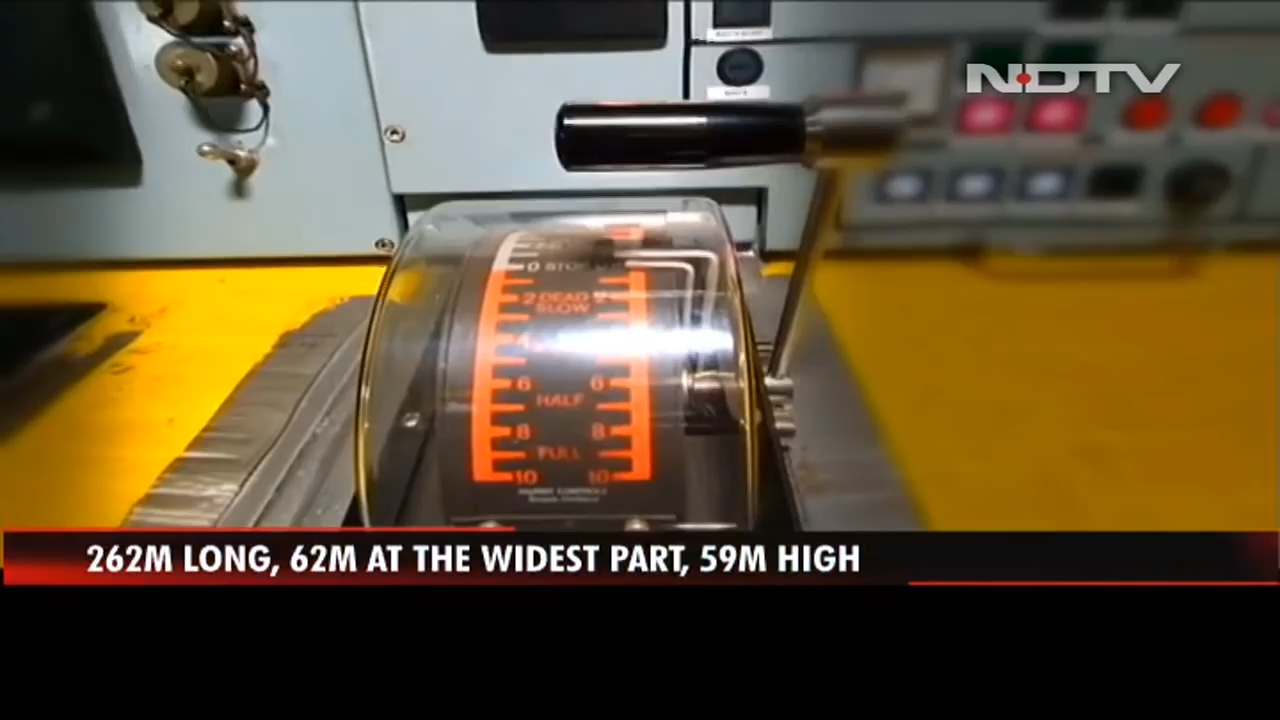 NDTV
0 STOP
2 DEAD 2
SLOW
6 6
HALF
8 8
FULL
10 10
262M LONG, 62M AT THE WIDEST PART, 59M HIGH